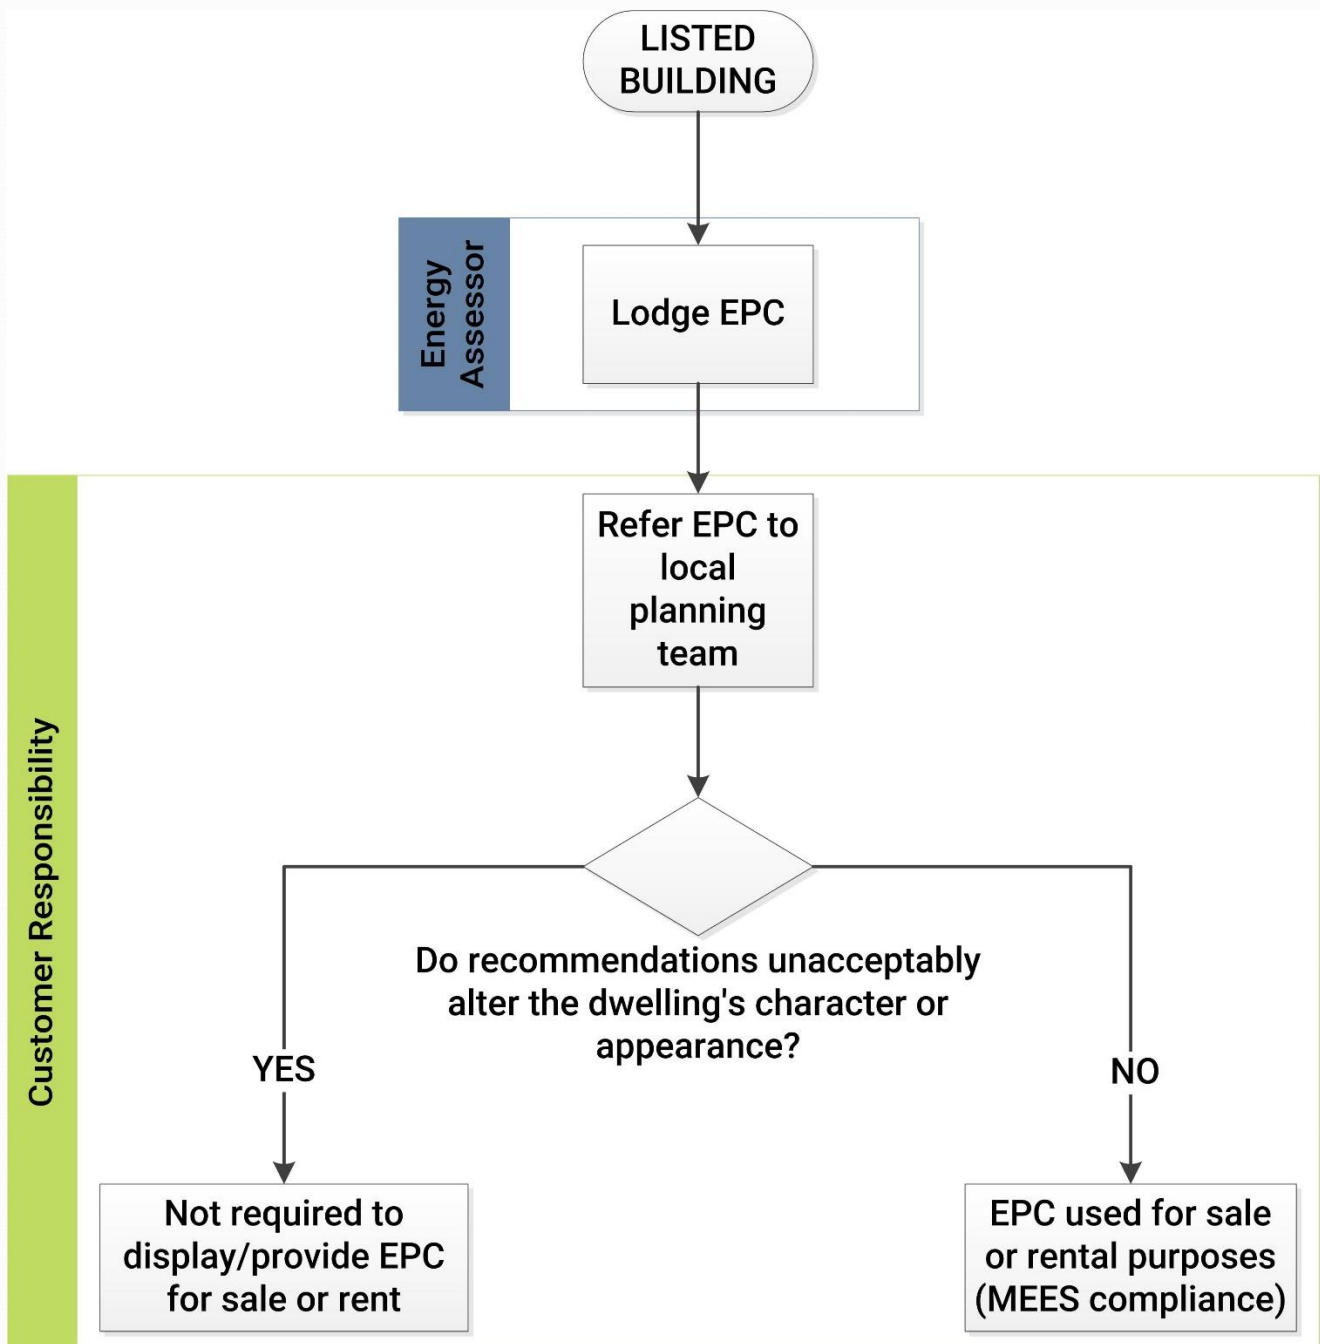 LISTED
BUILDING
Energy
Assessor
Lodge EPC
Customer Responsibility
Refer EPC to
local
planning
team
Do recommendations unacceptably
alter the dwelling's character or
appearance?
YES
NO
Not required to
display/provide EPC
for sale or rent
EPC used for sale
or rental purposes
(MEES compliance)